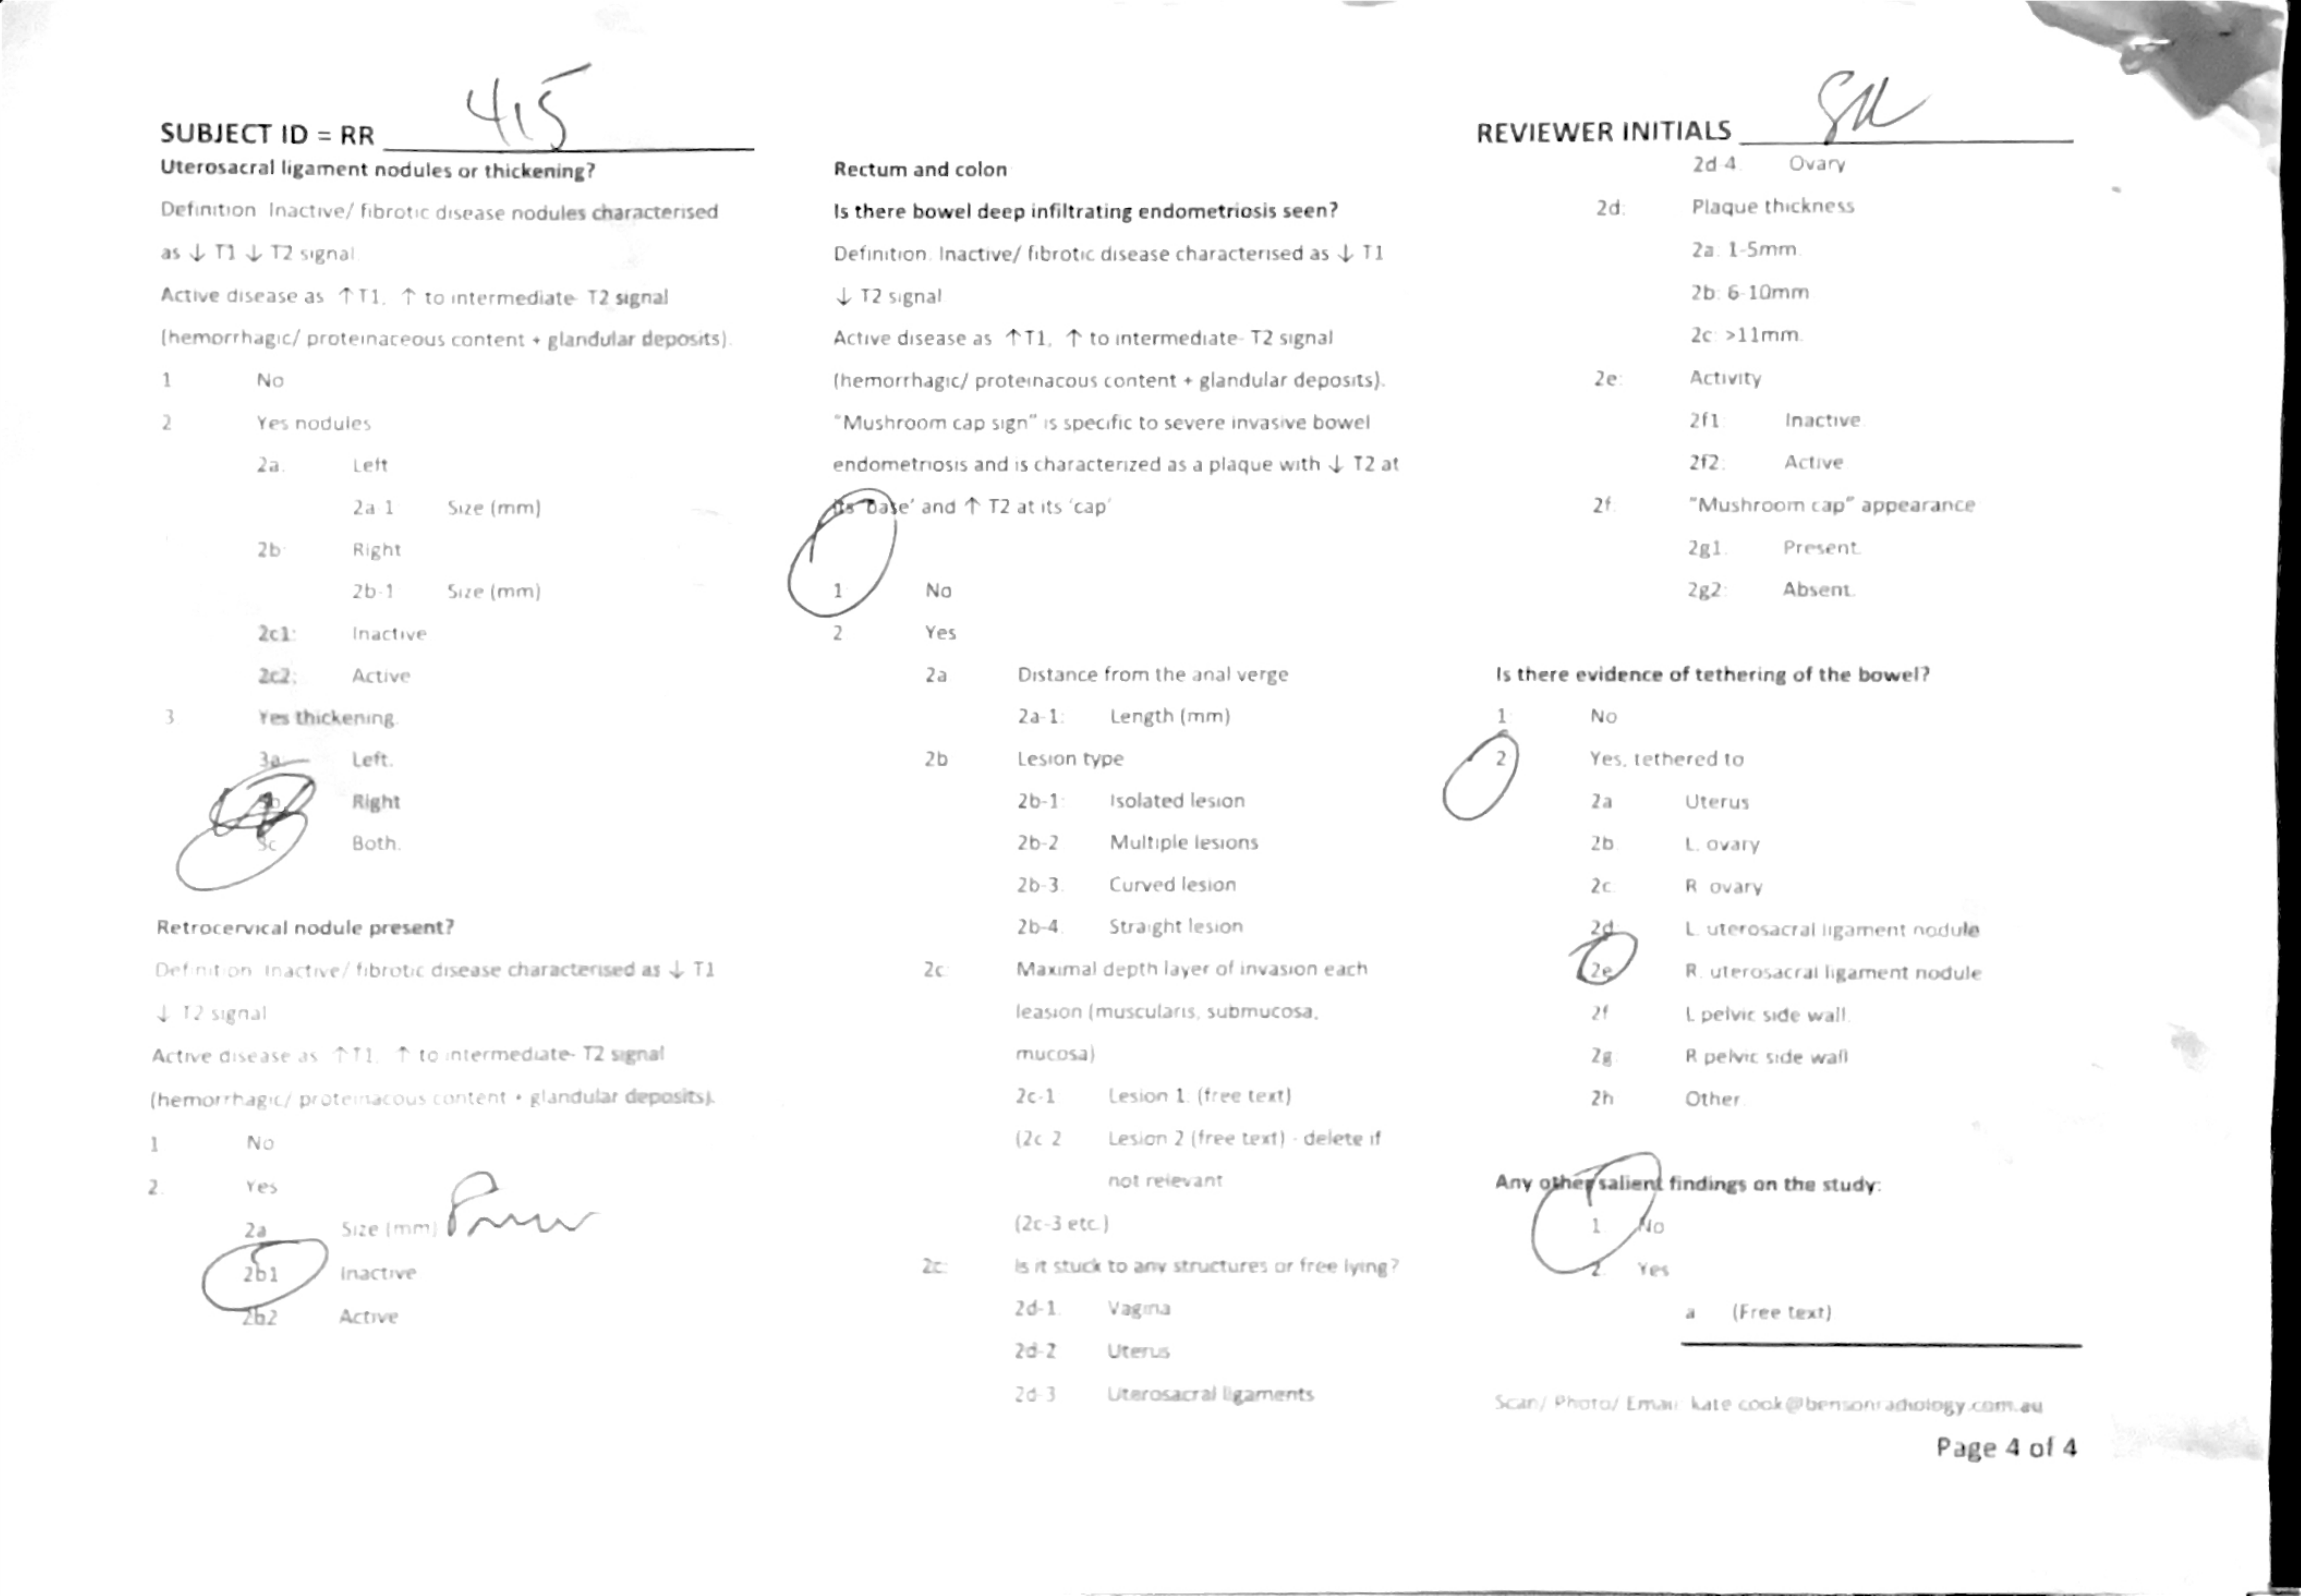 SUBJECT ID = RR 415
Uterosacral ligament nodules or thickening?
Definition Inactive/ fibrotic disease nodules characterised
as ↓ T1 ↓ T2 signal
Active disease as ↑T1, ↑ to intermediate- T2 signal
(hemorrhagic/ proteinaceous content + glandular deposits).
1 No
2 Yes nodules
2a. Left
2a-1 Size (mm)
2b: Right
2b-1 Size (mm)
2c1: Inactive
2c2: Active
3 Yes thickening.
3a: Left.
Right
3c Both.
Retrocervical nodule present?
Definition Inactive/ fibrotic disease characterised as ↓ T1
↓ T2 signal
Active disease as ↑T1, ↑ to intermediate- T2 signal
(hemorrhagic/ proteinacous content + glandular deposits).
1 No
2. Yes
2a Size (mm)
2b1 Inactive
2b2 Active
Rectum and colon
Is there bowel deep infiltrating endometriosis seen?
Definition. Inactive/ fibrotic disease characterised as ↓ T1
↓ T2 signal
Active disease as ↑T1, ↑ to intermediate- T2 signal
(hemorrhagic/ proteinacous content + glandular deposits).
"Mushroom cap sign" is specific to severe invasive bowel
endometriosis and is characterized as a plaque with ↓ T2 at
its 'base' and ↑ T2 at its 'cap'
1 No
2 Yes
2a Distance from the anal verge
2a-1: Length (mm)
2b Lesion type
2b-1: Isolated lesion
2b-2 Multiple lesions
2b-3. Curved lesion
2b-4. Straight lesion
2c: Maximal depth layer of invasion each
leasion (muscularis, submucosa,
mucosa)
2c-1 Lesion 1. (free text)
(2c 2 Lesion 2 (free text) - delete if
not relevant
(2c-3 etc.)
2c: Is it stuck to any structures or free lying?
2d-1. Vagina
2d-2 Uterus
2d-3 Uterosacral ligaments
REVIEWER INITIALS
2d 4. Ovary
2d: Plaque thickness
2a. 1-5mm.
2b: 6-10mm
2c: >11mm.
2e: Activity
2f1: Inactive
2f2: Active
2f. "Mushroom cap" appearance
2g1. Present.
2g2: Absent.
Is there evidence of tethering of the bowel?
1 No
2 Yes, tethered to
2a Uterus
2b L. ovary
2c. R ovary
2d L. uterosacral ligament nodule
2e R. uterosacral ligament nodule
2f L pelvic side wall.
2g: R pelvic side wall
2h Other
Any other salient findings on the study:
1. No
2. Yes
a (Free text)
Scan/ Photo/ Email kate cook@bensonradiology.com.au
Page 4 of 4